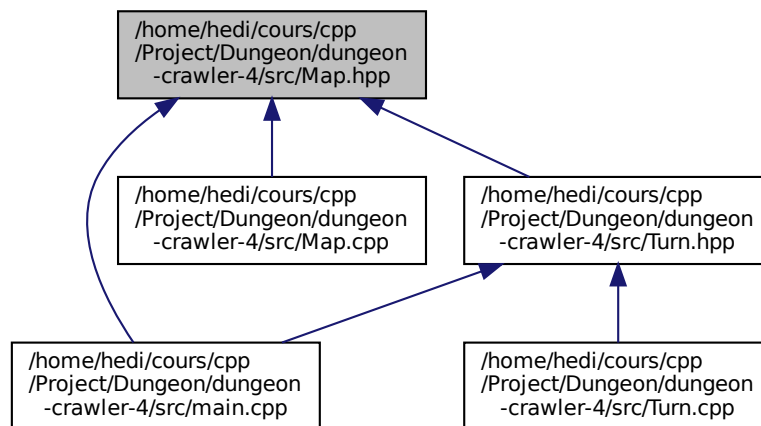 /home/hedi/cours/cpp
/Project/Dungeon/dungeon
-crawler-4/src/Map.hpp
/home/hedi/cours/cpp
/Project/Dungeon/dungeon
-crawler-4/src/Map.cpp
/home/hedi/cours/cpp
/Project/Dungeon/dungeon
-crawler-4/src/Turn.hpp
/home/hedi/cours/cpp
/Project/Dungeon/dungeon
-crawler-4/src/main.cpp
/home/hedi/cours/cpp
/Project/Dungeon/dungeon
-crawler-4/src/Turn.cpp